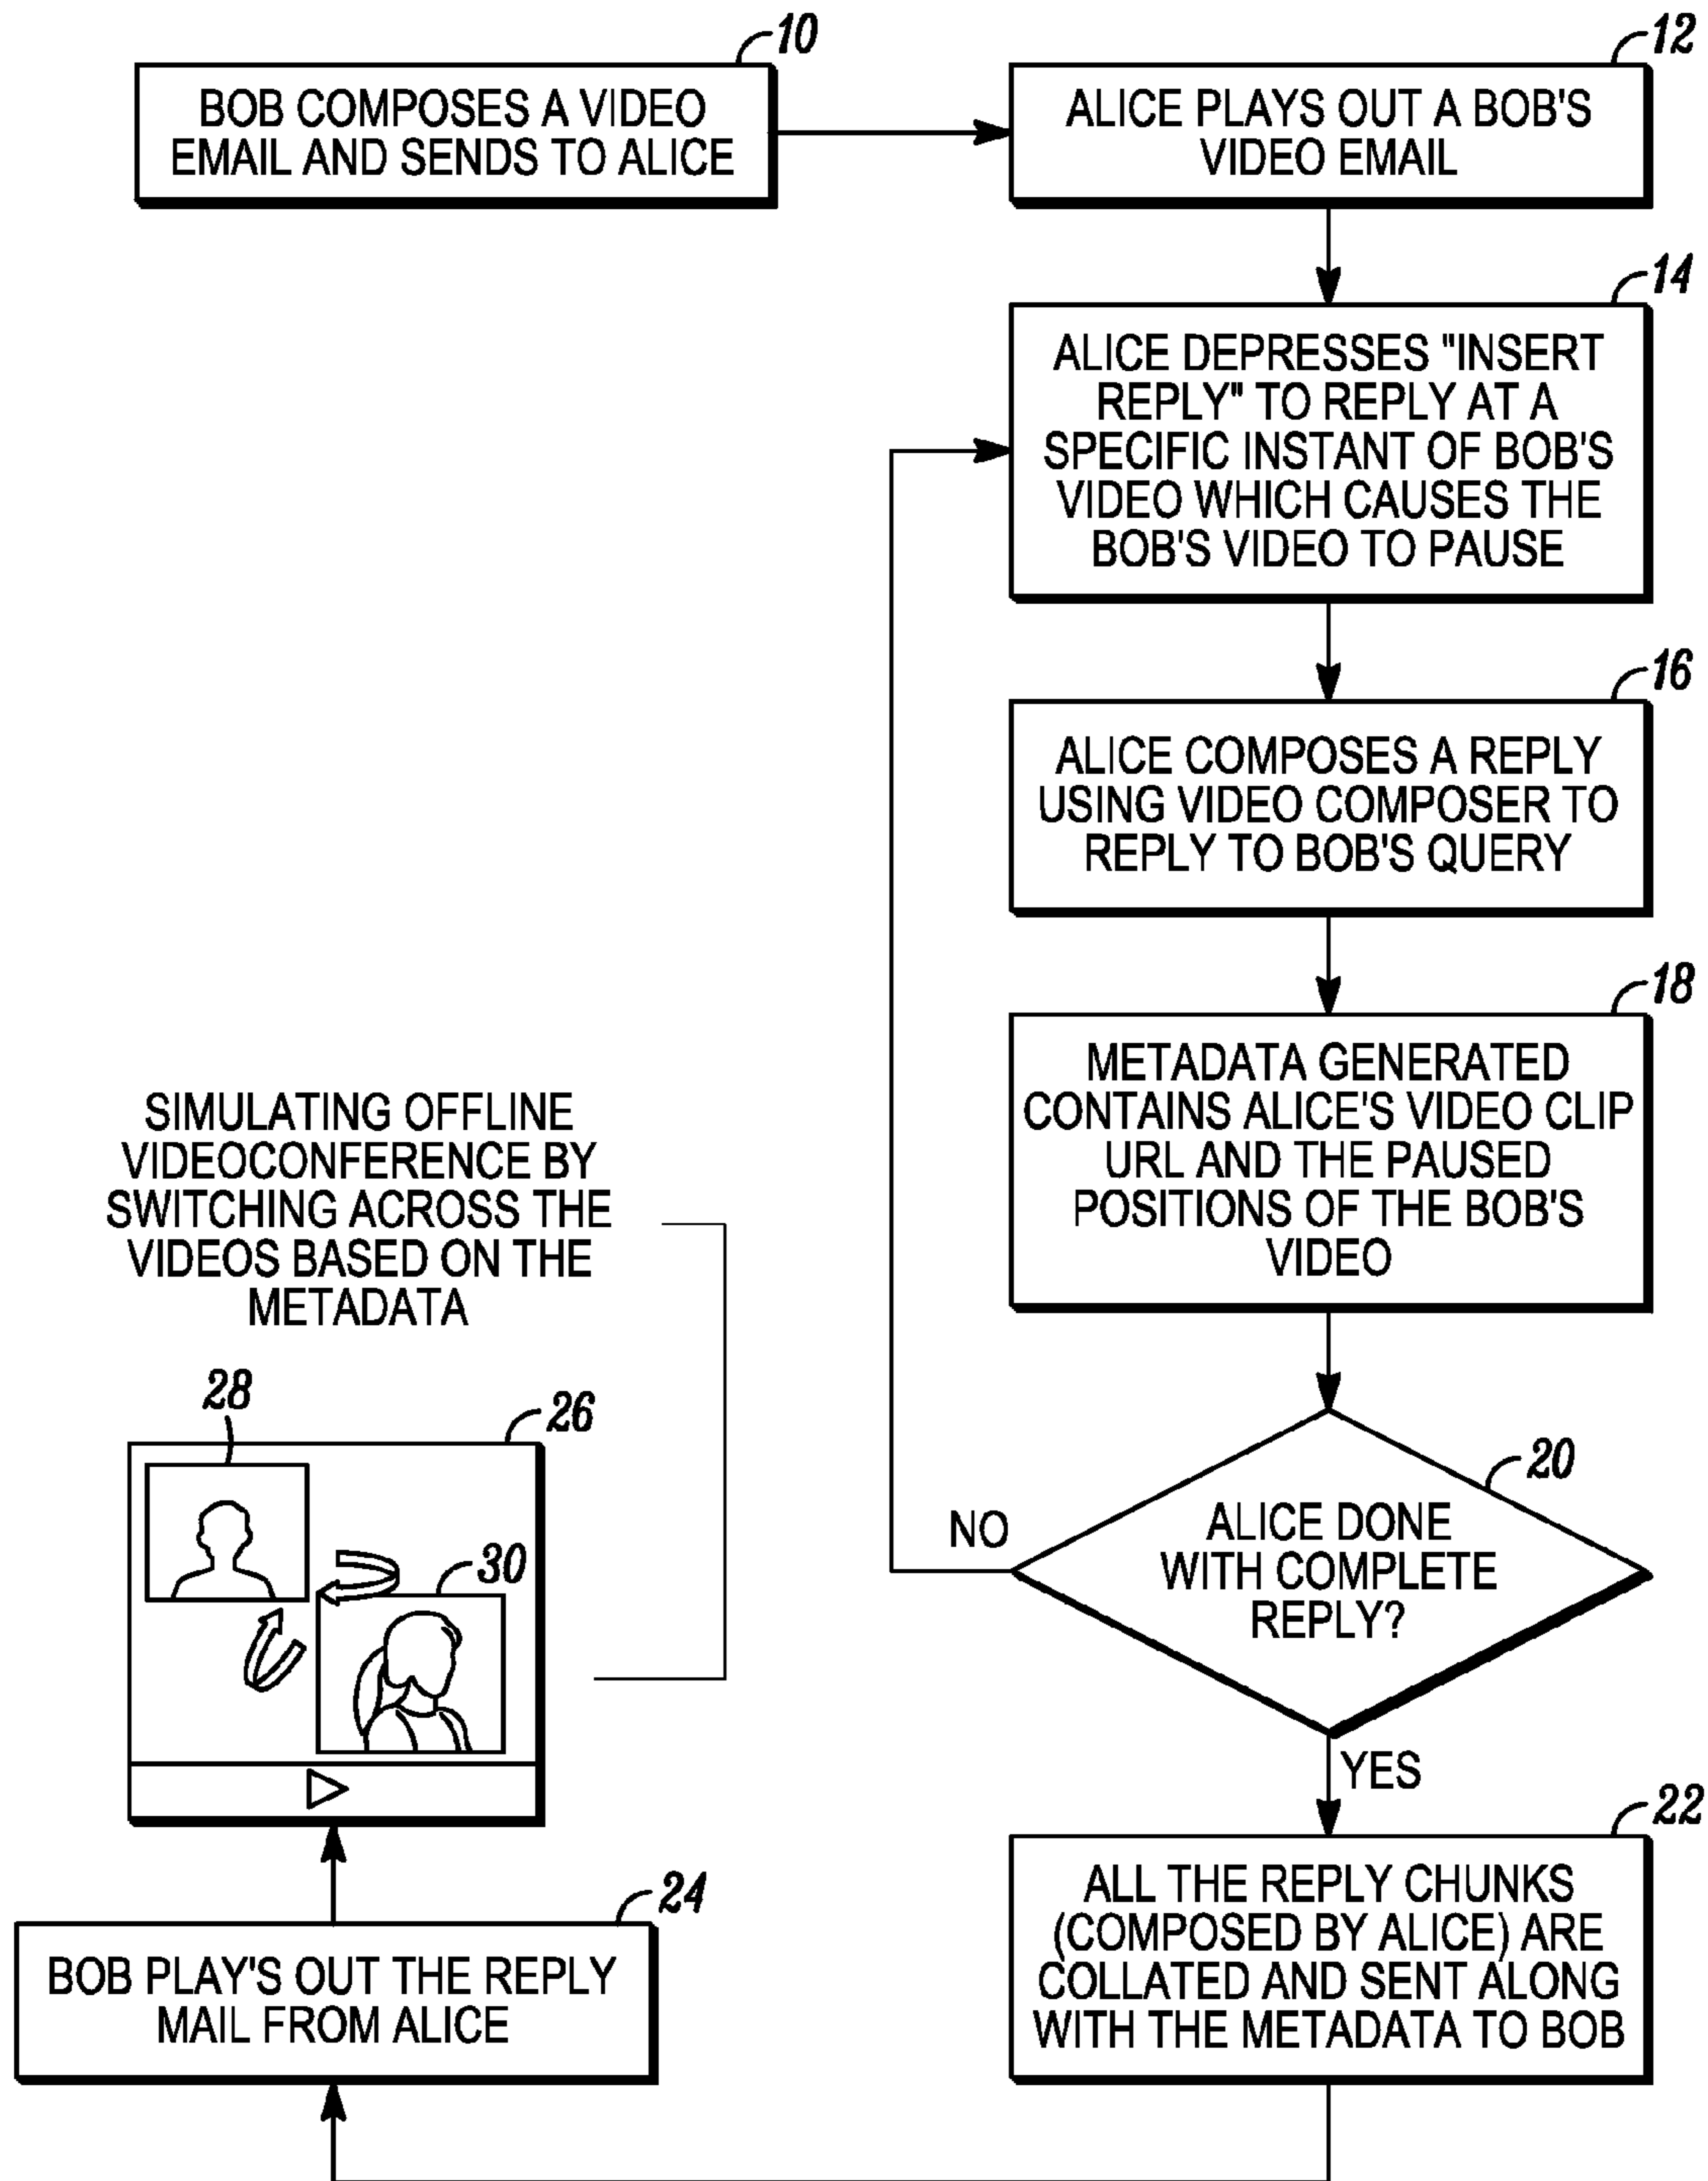 10
BOB COMPOSES A VIDEO
EMAIL AND SENDS TO ALICE
12
ALICE PLAYS OUT A BOB'S
VIDEO EMAIL
14
ALICE DEPRESSES "INSERT
REPLY" TO REPLY AT A
SPECIFIC INSTANT OF BOB'S
VIDEO WHICH CAUSES THE
BOB'S VIDEO TO PAUSE
16
ALICE COMPOSES A REPLY
USING VIDEO COMPOSER TO
REPLY TO BOB'S QUERY
18
METADATA GENERATED
CONTAINS ALICE'S VIDEO CLIP
URL AND THE PAUSED
POSITIONS OF THE BOB'S
VIDEO
20
ALICE DONE
WITH COMPLETE
REPLY?
NO
YES
22
ALL THE REPLY CHUNKS
(COMPOSED BY ALICE) ARE
COLLATED AND SENT ALONG
WITH THE METADATA TO BOB
24
BOB PLAY'S OUT THE REPLY
MAIL FROM ALICE
SIMULATING OFFLINE
VIDEOCONFERENCE BY
SWITCHING ACROSS THE
VIDEOS BASED ON THE
METADATA
28
26
30